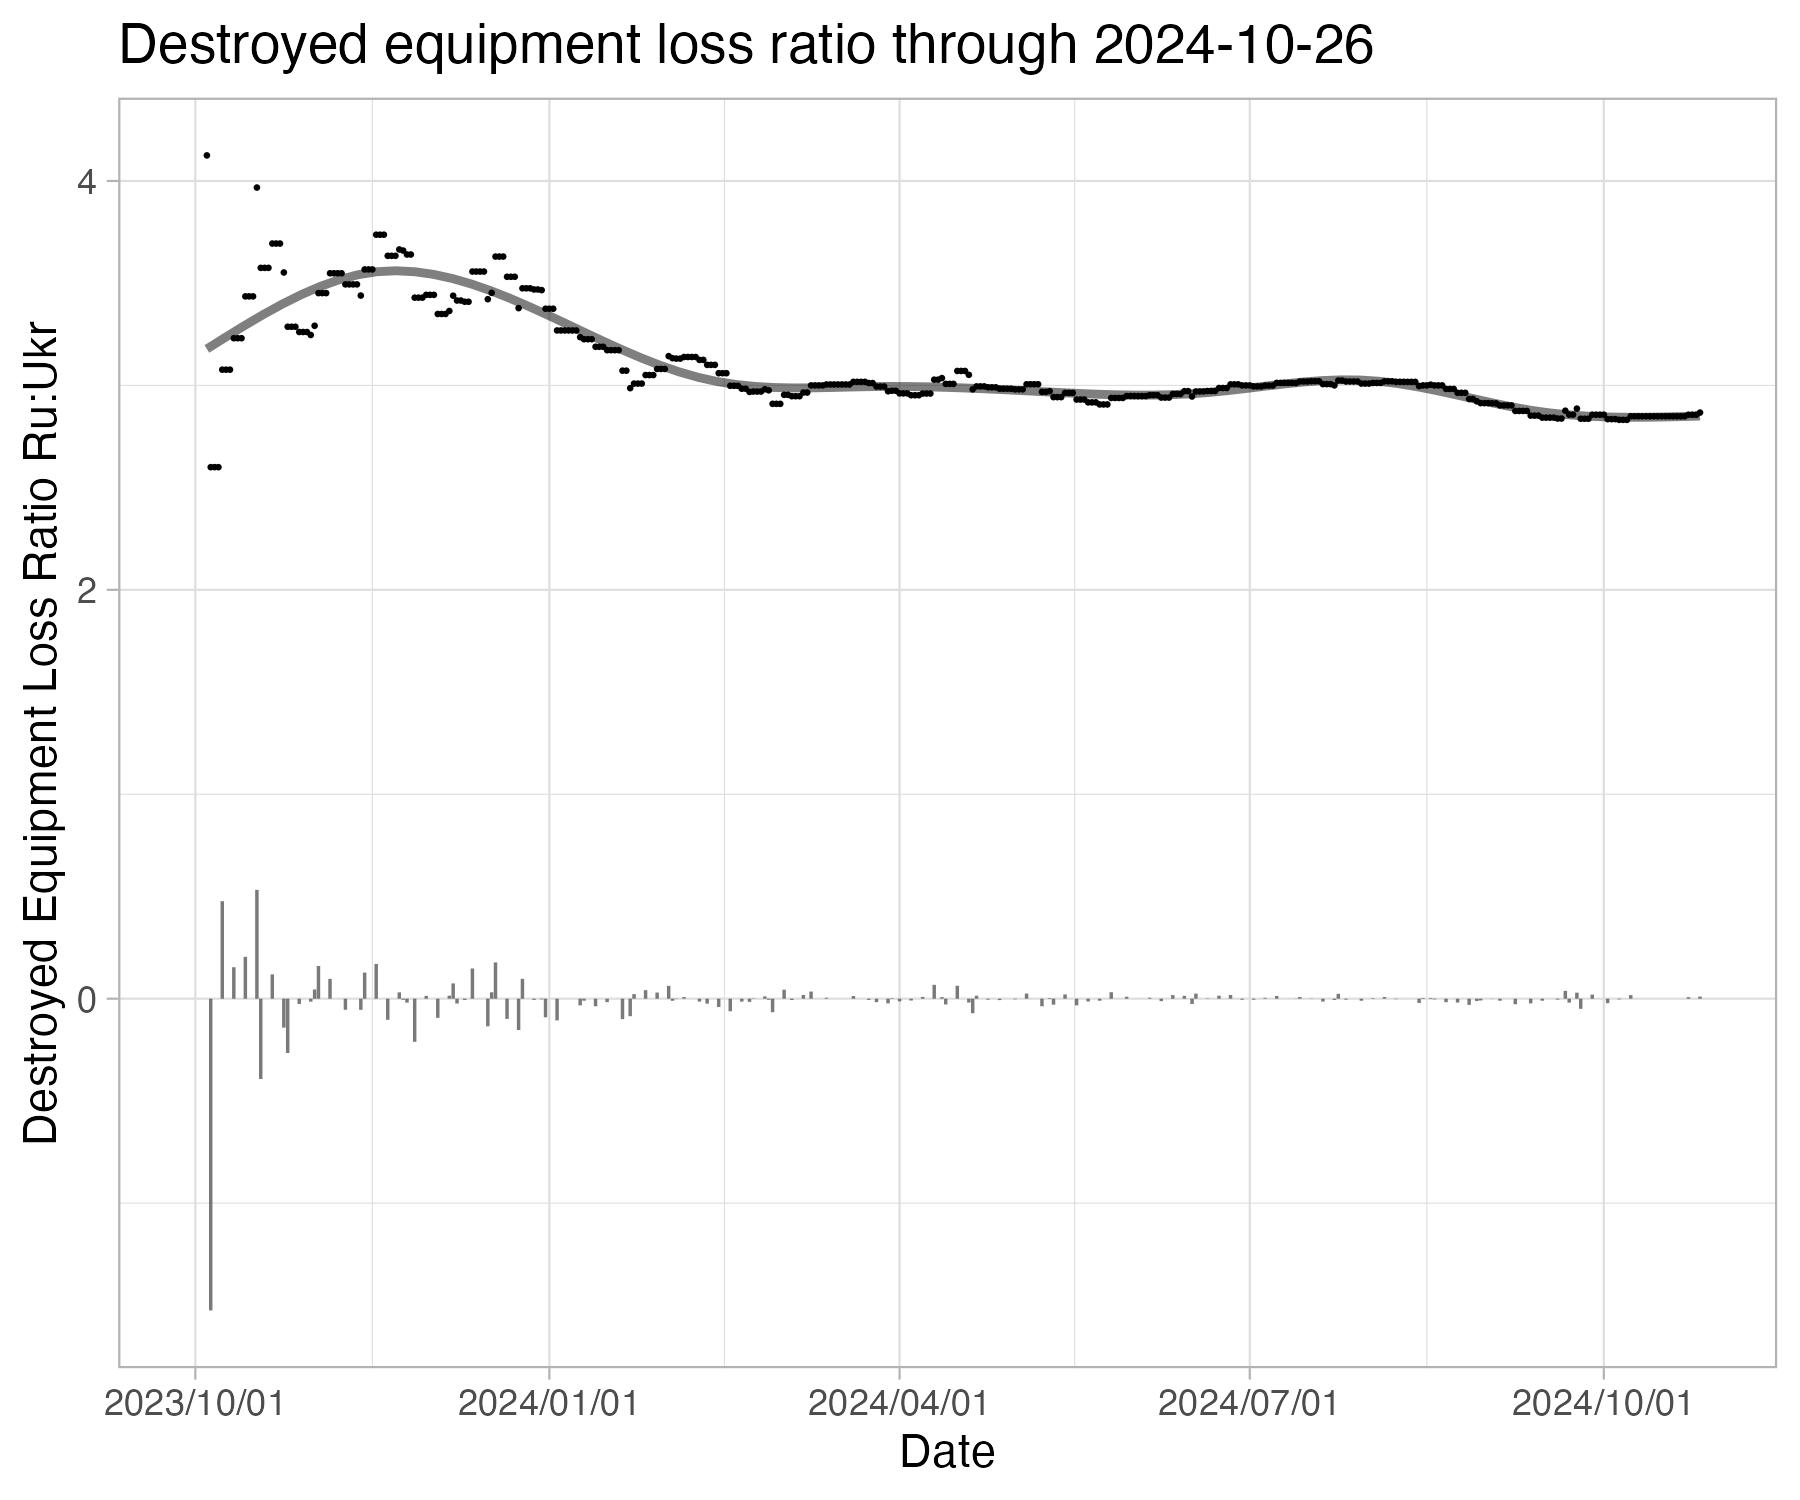 Destroyed equipment loss ratio through 2024-10-26
Destroyed Equipment Loss Ratio Ru:Ukr
4
2
0
2023/10/01
2024/01/01
2024/04/01
2024/07/01
2024/10/01
Date